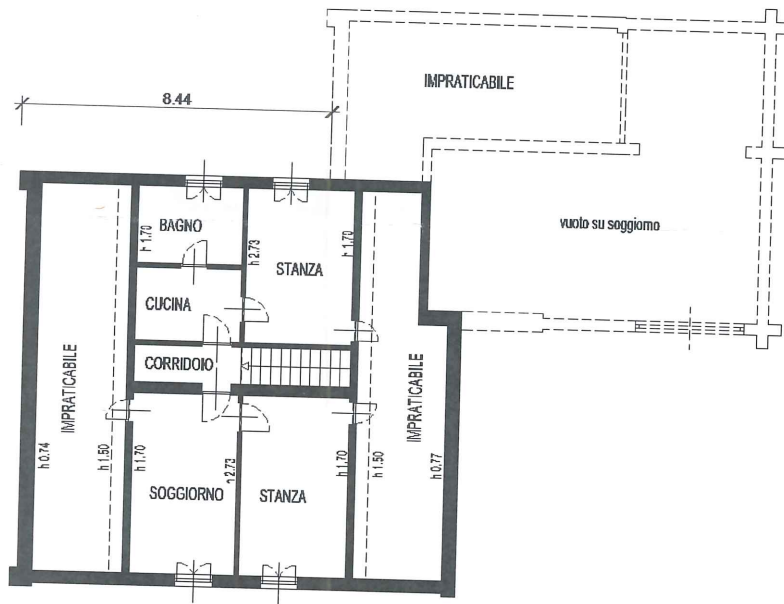 IMPRATICABILE
8.44
BAGNO
h 1,70
h 2.73
STANZA
h 1,70
vuoto su soggiorno
CUCINA
CORRIDOIO
IMPRATICABILE
h 0.74
h 1.50
h 1,70
SOGGIORNO
h 2.73
STANZA
h 1,70
h 1.50
IMPRATICABILE
h 0.77